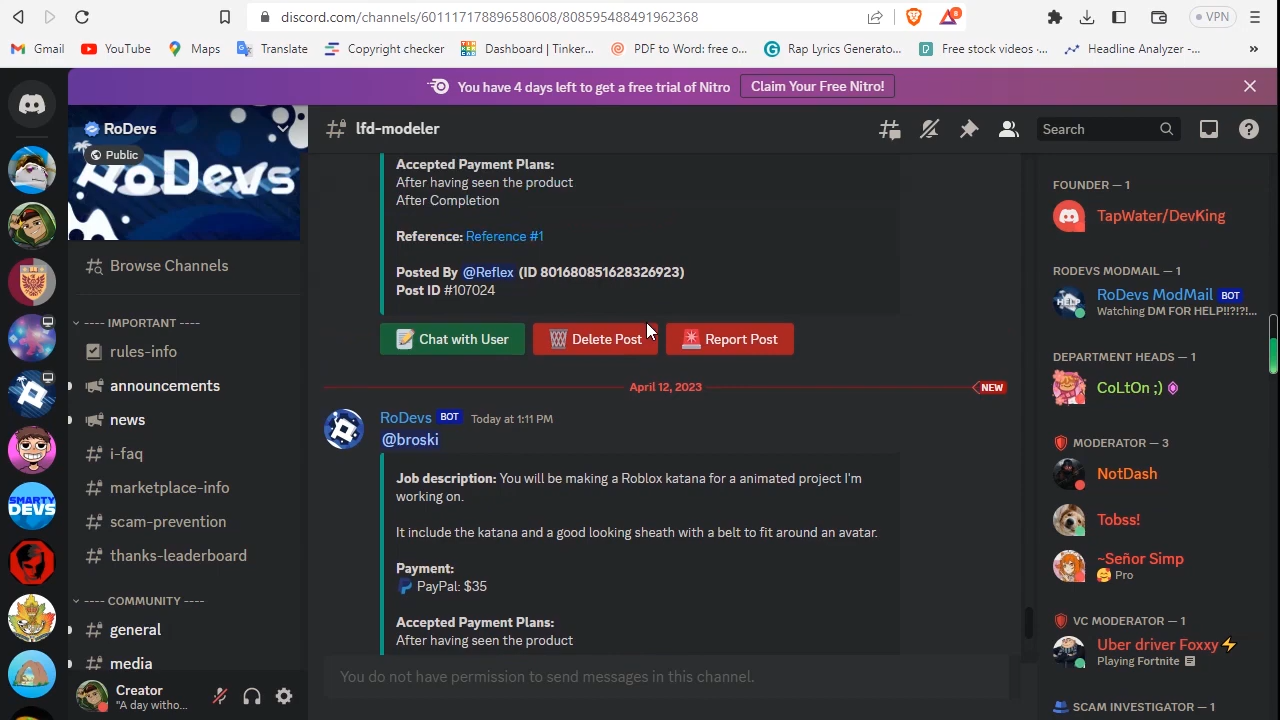 discord.com/channels/601117178896580608/808595488491962368
8
VPN
Gmail
YouTube
Maps
Translate
Copyright checker
Dashboard | Tinker...
PDF to Word: free o...
Rap Lyrics Generato...
Free stock videos ·...
Headline Analyzer -...
»
You have 4 days left to get a free trial of Nitro
Claim Your Free Nitro!
RoDevs
Public
RoDevs
Browse Channels
---- IMPORTANT ----
rules-info
announcements
news
i-faq
marketplace-info
scam-prevention
thanks-leaderboard
---- COMMUNITY ----
general
media
SMARTY
DEVS
Creator
"A day witho...
lfd-modeler
Search
Accepted Payment Plans:
After having seen the product
After Completion
Reference: Reference #1
Posted By @Reflex (ID 801680851628326923)
Post ID #107024
Chat with User
Delete Post
Report Post
April 12, 2023
NEW
RoDevs BOT Today at 1:11 PM
@broski
Job description: You will be making a Roblox katana for a animated project I'm
working on.
It include the katana and a good looking sheath with a belt to fit around an avatar.
Payment:
PayPal: $35
Accepted Payment Plans:
After having seen the product
You do not have permission to send messages in this channel.
FOUNDER — 1
TapWater/DevKing
RODEVS MODMAIL — 1
HELP
RoDevs ModMail BOT
Watching DM FOR HELP!!?!?!...
DEPARTMENT HEADS — 1
CoLtOn ;)
MODERATOR — 3
NotDash
Tobss!
~Señor Simp
🥰 Pro
VC MODERATOR — 1
Uber driver Foxxy⚡
Playing Fortnite
SCAM INVESTIGATOR — 1